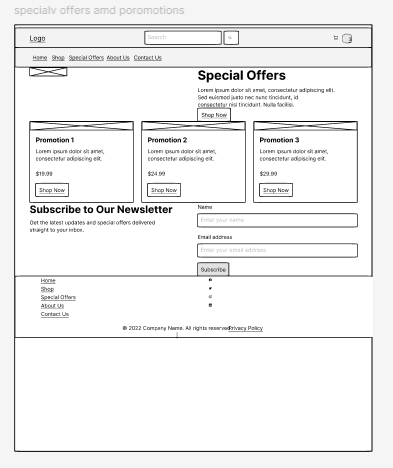 specialy offers amd poromotions
Logo
Search
Home Shop Special Offers About Us Contact Us
Special Offers
Lorem ipsum dolor sit amet, consectetur adipiscing elit.
Sed euismod justo nec nunc tincidunt, id
consectetur nisl tincidunt. Nulla facilisi.
Shop Now
Promotion 1
Lorem ipsum dolor sit amet,
consectetur adipiscing elit.
$19.99
Shop Now
Promotion 2
Lorem ipsum dolor sit amet,
consectetur adipiscing elit.
$24.99
Shop Now
Promotion 3
Lorem ipsum dolor sit amet,
consectetur adipiscing elit.
$29.99
Shop Now
Subscribe to Our Newsletter
Get the latest updates and special offers delivered
straight to your inbox.
Name
Enter your name
Email address
Enter your email address
Subscribe
Home
Shop
Special Offers
About Us
Contact Us
© 2022 Company Name. All rights reserved
Privacy Policy